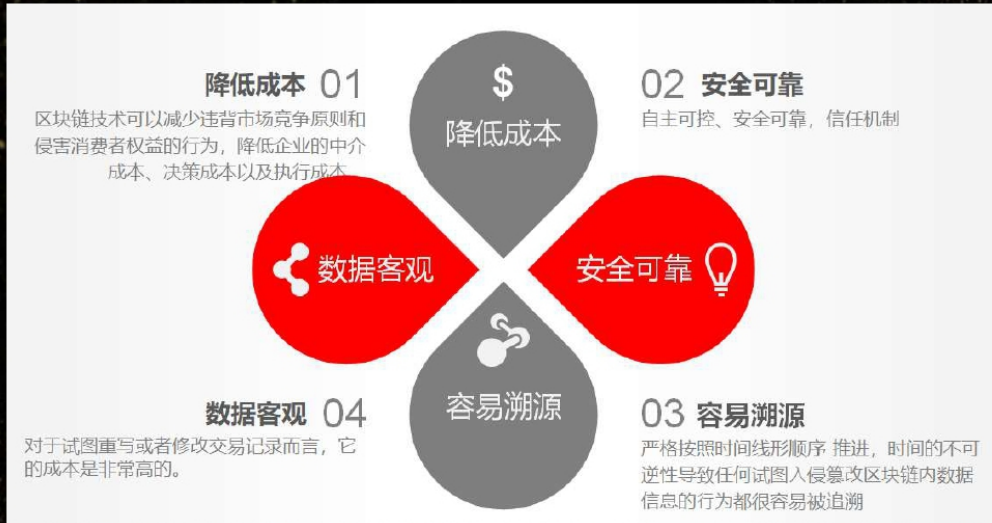 降低成本 01
区块链技术可以减少违背市场竞争原则和
侵害消费者权益的行为，降低企业的中介
成本、决策成本以及执行成本
$
降低成本
02 安全可靠
自主可控、安全可靠，信任机制
数据客观
安全可靠
容易溯源
数据客观 04
对于试图重写或者修改交易记录而言，它
的成本是非常高的。
03 容易溯源
严格按照时间线形顺序 推进，时间的不可
逆性导致任何试图入侵篡改区块链内数据
信息的行为都很容易被追溯